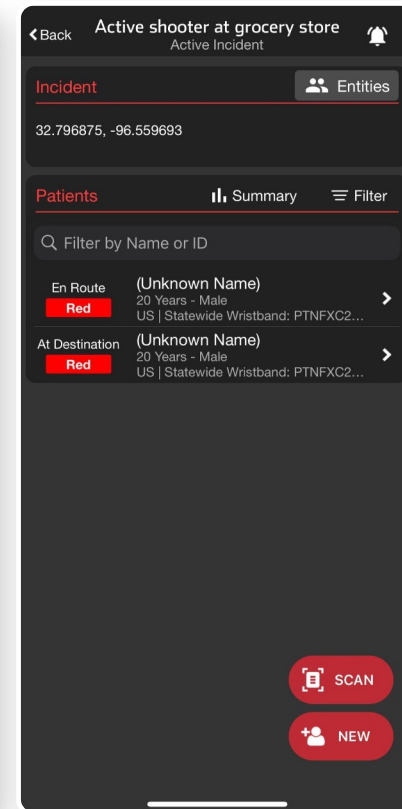 Back
Active shooter at grocery store
Active Incident
Incident
Entities
32.796875, -96.559693
Patients
Summary
Filter
Filter by Name or ID
En Route
Red
(Unknown Name)
20 Years - Male
US | Statewide Wristband: PTNFXC2...
At Destination
Red
(Unknown Name)
20 Years - Male
US | Statewide Wristband: PTNFXC2...
SCAN
NEW